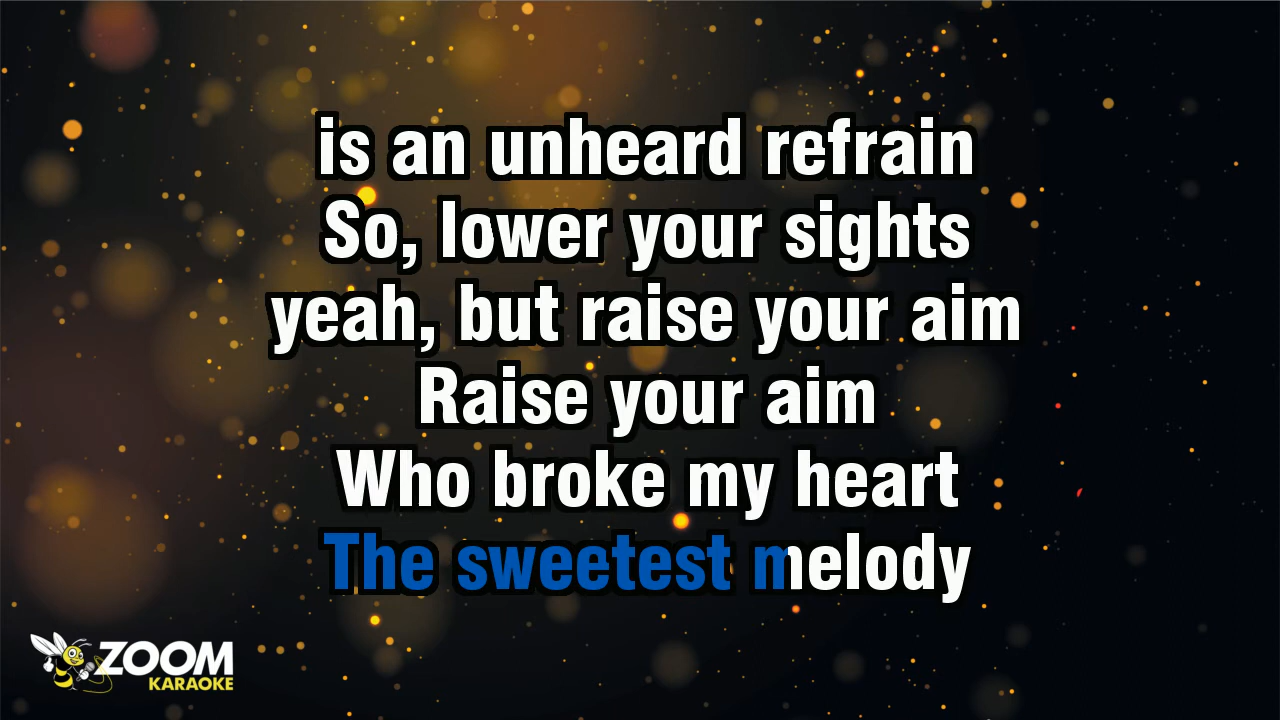 is an unheard refrain
So, lower your sights
yeah, but raise your aim
Raise your aim
Who broke my heart
The sweetest melody
ZOOM
KARAOKE